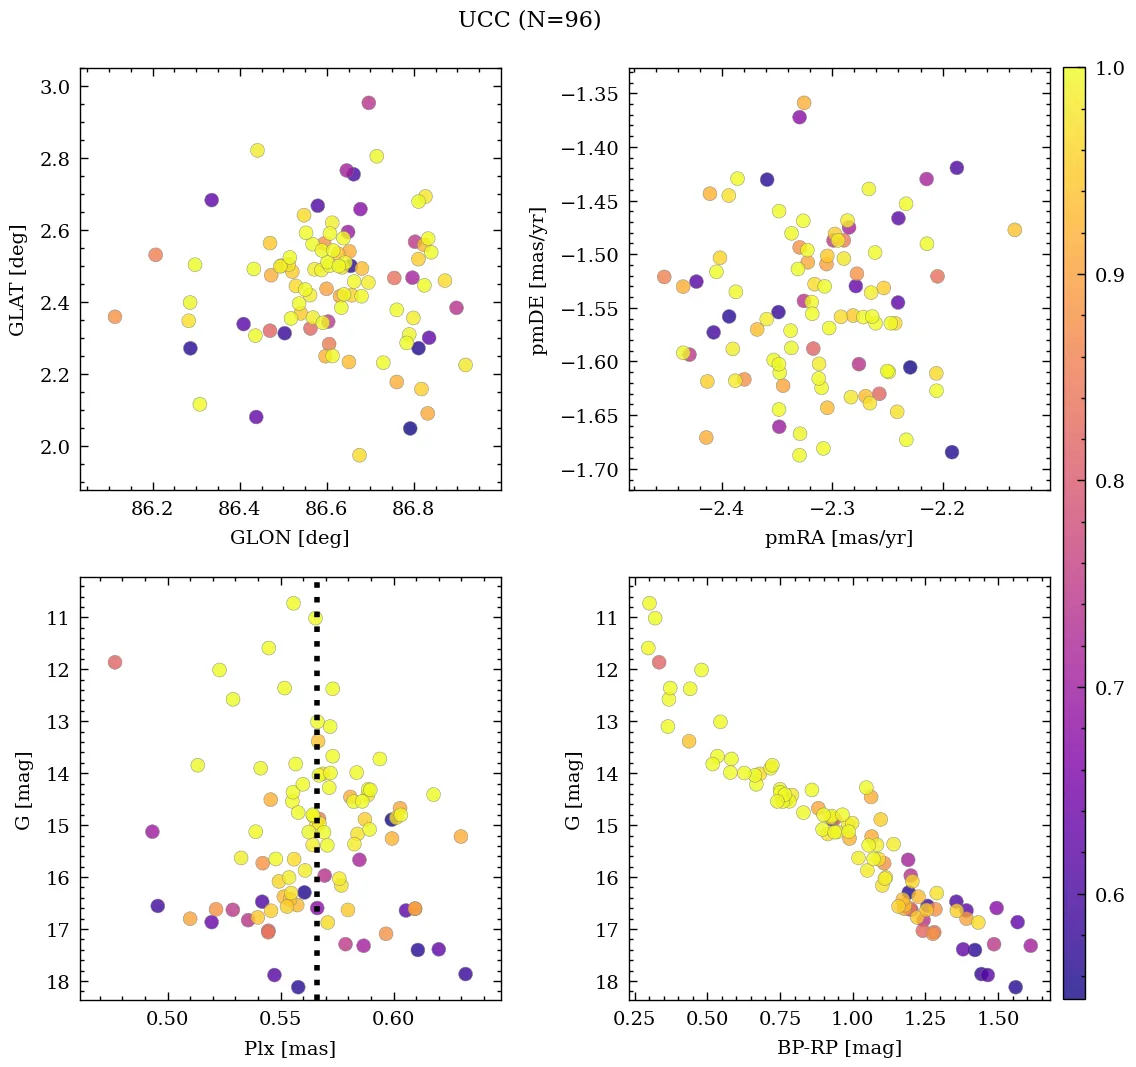 UCC (N=96)
3.0
2.8
2.6
2.4
2.2
2.0
GLAT [deg]
86.2 86.4 86.6 86.8
GLON [deg]
−1.35
−1.40
−1.45
−1.50
−1.55
−1.60
−1.65
−1.70
pmDE [mas/yr]
−2.4 −2.3 −2.2
pmRA [mas/yr]
1.0
0.9
0.8
0.7
0.6
11
12
13
14
15
16
17
18
G [mag]
0.50 0.55 0.60
Plx [mas]
11
12
13
14
15
16
17
18
G [mag]
0.25 0.50 0.75 1.00 1.25 1.50
BP-RP [mag]